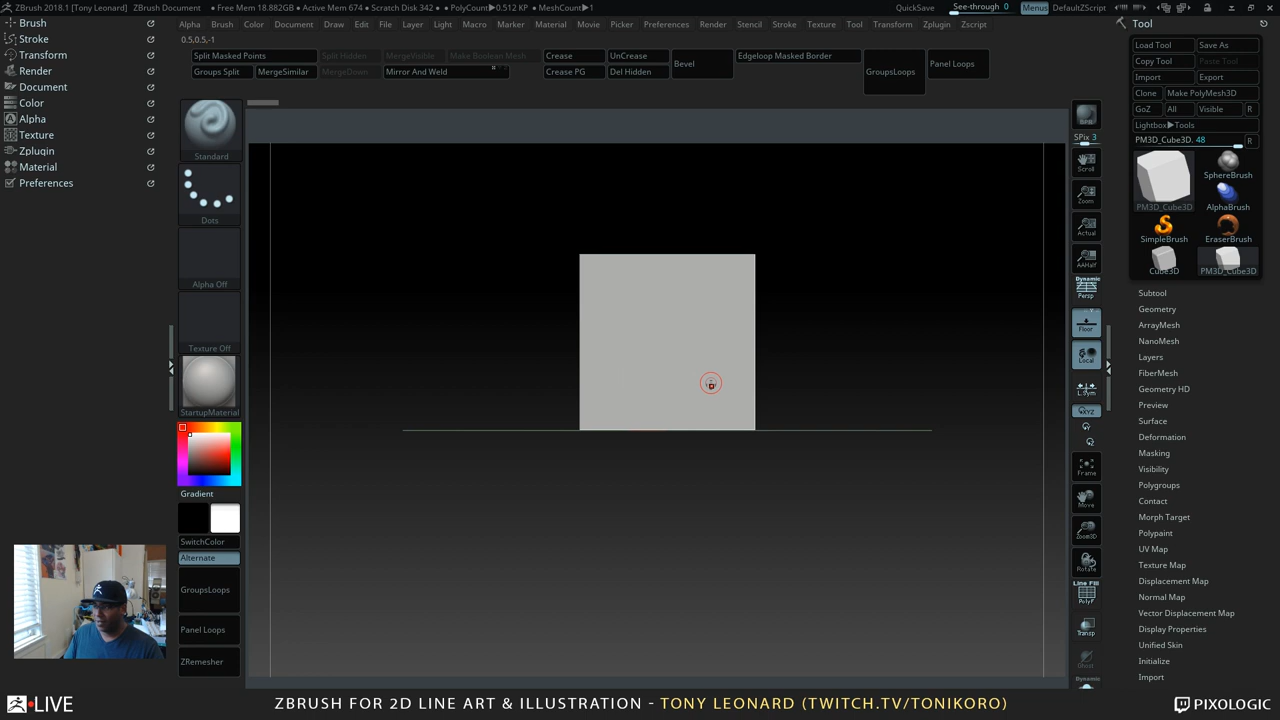 ZBrush 2018.1 [Tony Leonard] ZBrush Document ● Free Mem 18.882GB ● Active Mem 674 ● Scratch Disk 342 ● PolyCount▶0.512 KP ● MeshCount▶1 QuickSave See-through 0 Menus DefaultZScript
Brush
Stroke
Transform
Render
Document
Color
Alpha
Texture
Zplugin
Material
Preferences
Alpha Brush Color Document Draw Edit File Layer Light Macro Marker Material Movie Picker Preferences Render Stencil Stroke Texture Tool Transform Zplugin Zscript
0.5,0.5,-1
Split Masked Points Split Hidden MergeVisible Make Boolean Mesh Crease UnCrease Bevel Edgeloop Masked Border GroupsLoops Panel Loops
Groups Split MergeSimilar MergeDown Mirror And Weld Crease PG Del Hidden
Standard
Dots
Alpha Off
Texture Off
StartupMaterial
Gradient
SwitchColor
Alternate
GroupsLoops
Panel Loops
ZRemesher
BPR
SPix 3
Scroll
Zoom
Actual
AAHalf
Dynamic
Persp
Floor
Local
L.Sym
XYZ
Frame
Move
Zoom3D
Rotate
Line Fill
PolyF
Transp
Ghost
Dynamic
Tool
Load Tool Save As
Copy Tool Paste Tool
Import Export
Clone Make PolyMesh3D
GoZ All Visible R
Lightbox▶Tools
PM3D_Cube3D. 48 R
PM3D_Cube3D SphereBrush
AlphaBrush
SimpleBrush EraserBrush
Cube3D PM3D_Cube3D
Subtool
Geometry
ArrayMesh
NanoMesh
Layers
FiberMesh
Geometry HD
Preview
Surface
Deformation
Masking
Visibility
Polygroups
Contact
Morph Target
Polypaint
UV Map
Texture Map
Displacement Map
Normal Map
Vector Displacement Map
Display Properties
Unified Skin
Initialize
Import
LIVE ZBRUSH FOR 2D LINE ART & ILLUSTRATION - TONY LEONARD (TWITCH.TV/TONIKORO) PIXOLOGIC